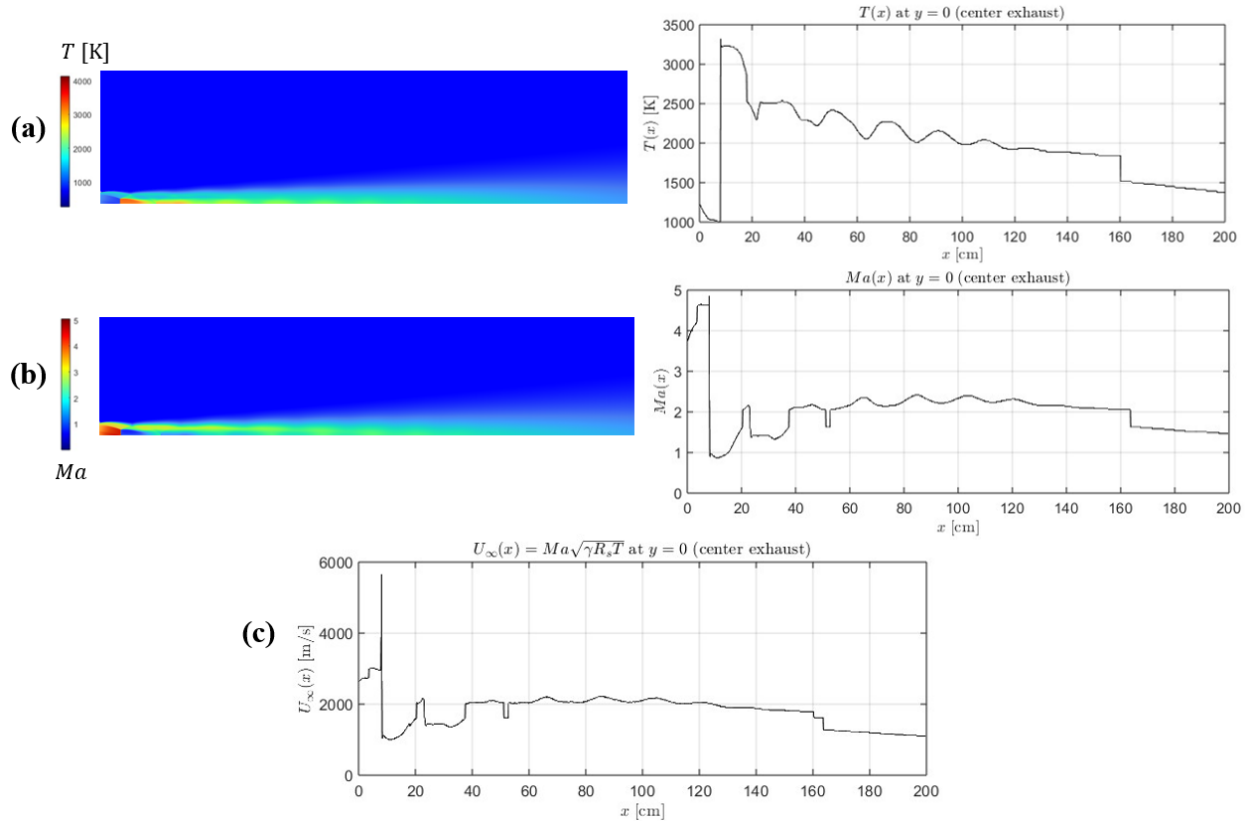 T [K]
4000
3000
2000
1000
(a)
T(x) at y = 0 (center exhaust)
3500
3000
2500
2000
1500
1000
T(x) [K]
0 20 40 60 80 100 120 140 160 180 200
x [cm]
(b)
5
4
3
2
1
Ma
Ma(x) at y = 0 (center exhaust)
5
4
3
2
1
0
Ma(x)
0 20 40 60 80 100 120 140 160 180 200
x [cm]
(c)
U∞(x) = Ma√γRₛT at y = 0 (center exhaust)
6000
4000
2000
0
U∞(x) [m/s]
0 20 40 60 80 100 120 140 160 180 200
x [cm]